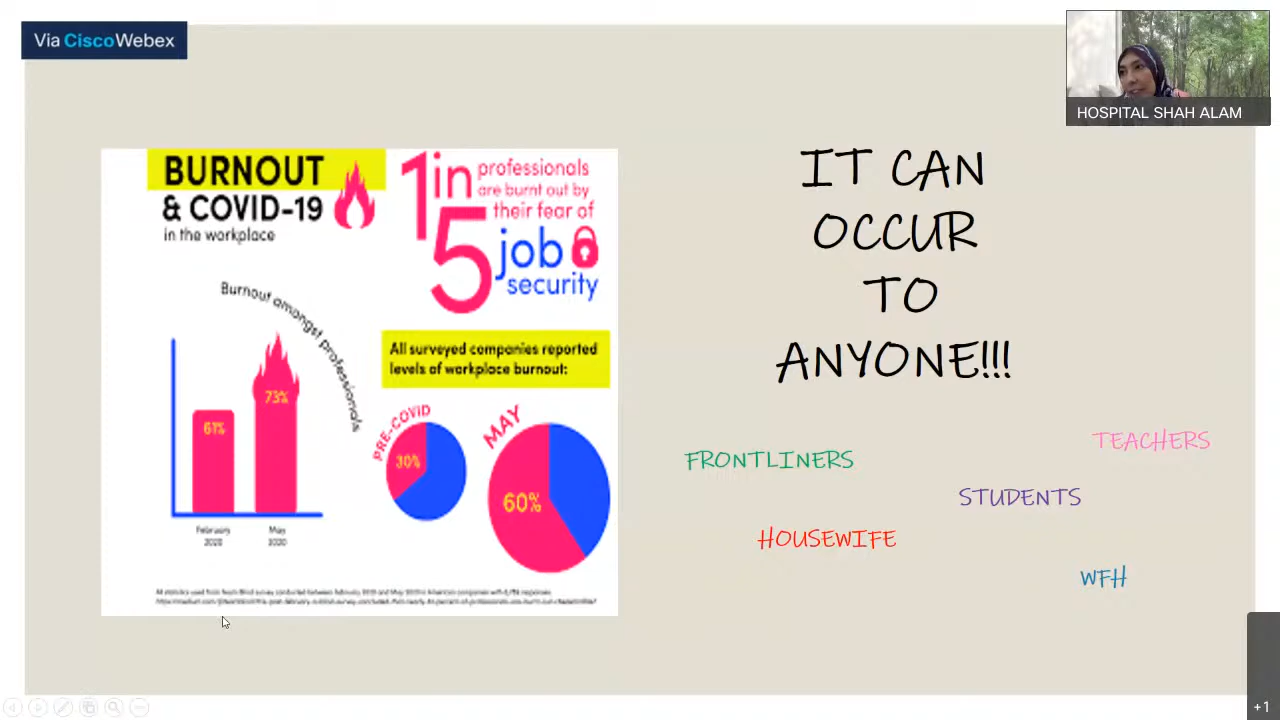 Via Cisco Webex
HOSPITAL SHAH ALAM
BURNOUT
& COVID-19
in the workplace
1 in 5
professionals
are burnt out by
their fear of
job
security
Burnout amongst professionals
61%
73%
February
2020
May
2020
All surveyed companies reported
levels of workplace burnout:
PRE-COVID
30%
MAY
60%
IT CAN
OCCUR
TO
ANYONE!!!
FRONTLINERS
TEACHERS
STUDENTS
HOUSEWIFE
WFH
+1